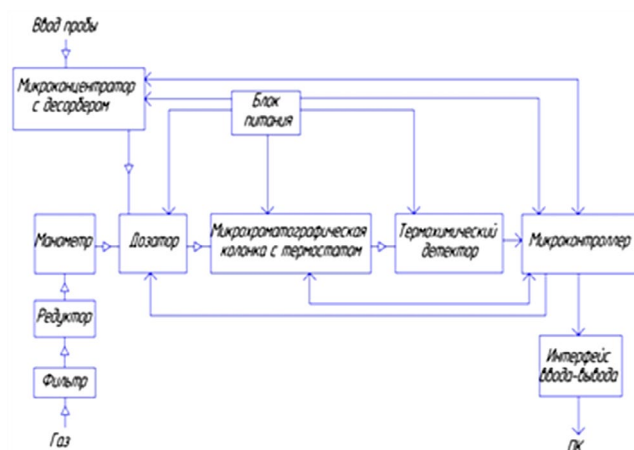 Ввод пробы
Микроконцентратор
с десорбером
Блок
питания
Манометр
Дозатор
Микрохроматографическая
колонка с термостатом
Термохимический
детектор
Микроконтроллер
Редуктор
Фильтр
Газ
Интерфейс
ввода-вывода
ПК